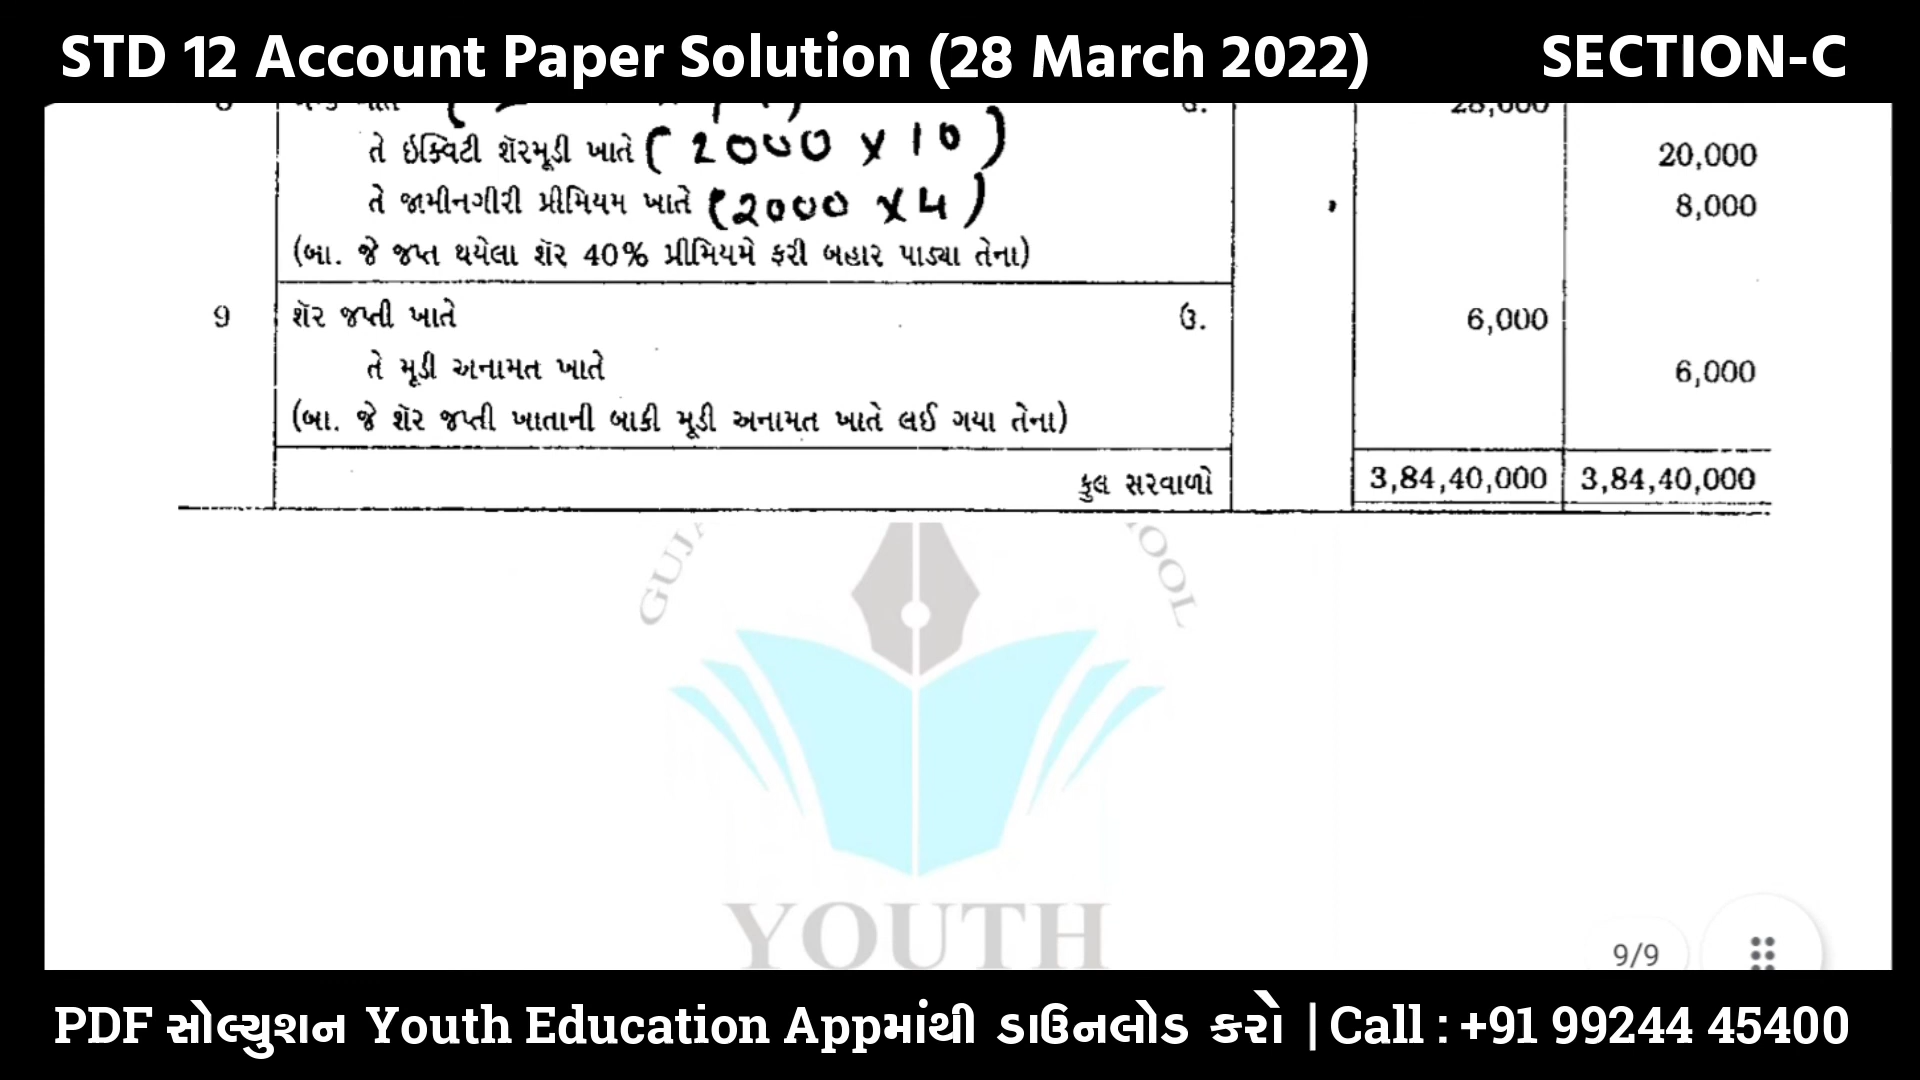 STD 12 Account Paper Solution (28 March 2022) SECTION-C
28,000
તે ઇક્વિટી શૅરમૂડી ખાતે (2000 x 10) 20,000
તે જામીનગીરી પ્રીમિયમ ખાતે (2000 x 4) 8,000
(બા. જે જપ્ત થયેલા શૅર 40% પ્રીમિયમે ફરી બહાર પાડ્યા તેના)
9 શૅર જપ્તી ખાતે ઉ. 6,000
તે મૂડી અનામત ખાતે 6,000
(બા. જે શૅર જપ્તી ખાતાની બાકી મૂડી અનામત ખાતે લઈ ગયા તેના)
કુલ સરવાળો 3,84,40,000 3,84,40,000
YOUTH
9/9
PDF સોલ્યુશન Youth Education Appમાંથી ડાઉનલોડ કરો | Call : +91 99244 45400